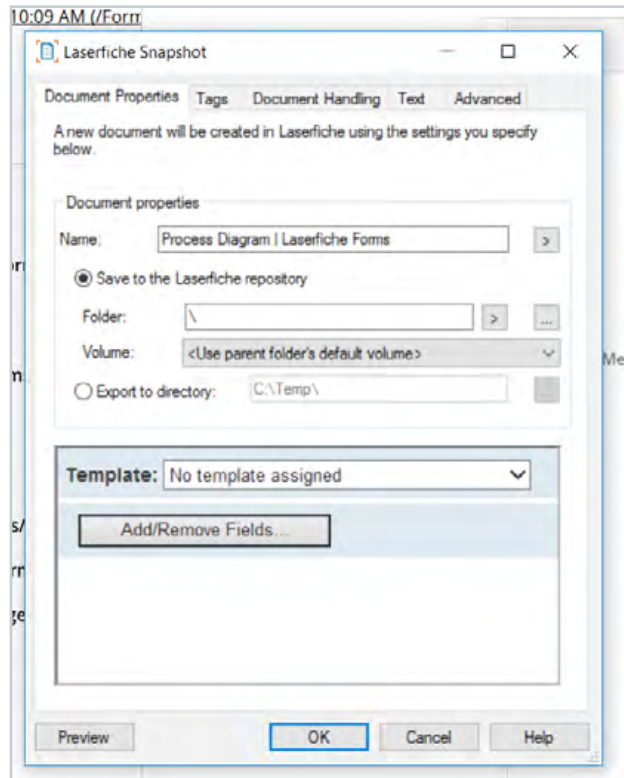 10:09 AM (/Form
Laserfiche Snapshot
Document Properties Tags Document Handling Text Advanced
A new document will be created in Laserfiche using the settings you specify
below.
Document properties
Name: Process Diagram | Laserfiche Forms >
Save to the Laserfiche repository
Folder: \ > ...
Volume: <Use parent folder's default volume>
Export to directory: C:\Temp\
Template: No template assigned
Add/Remove Fields...
Preview OK Cancel Help